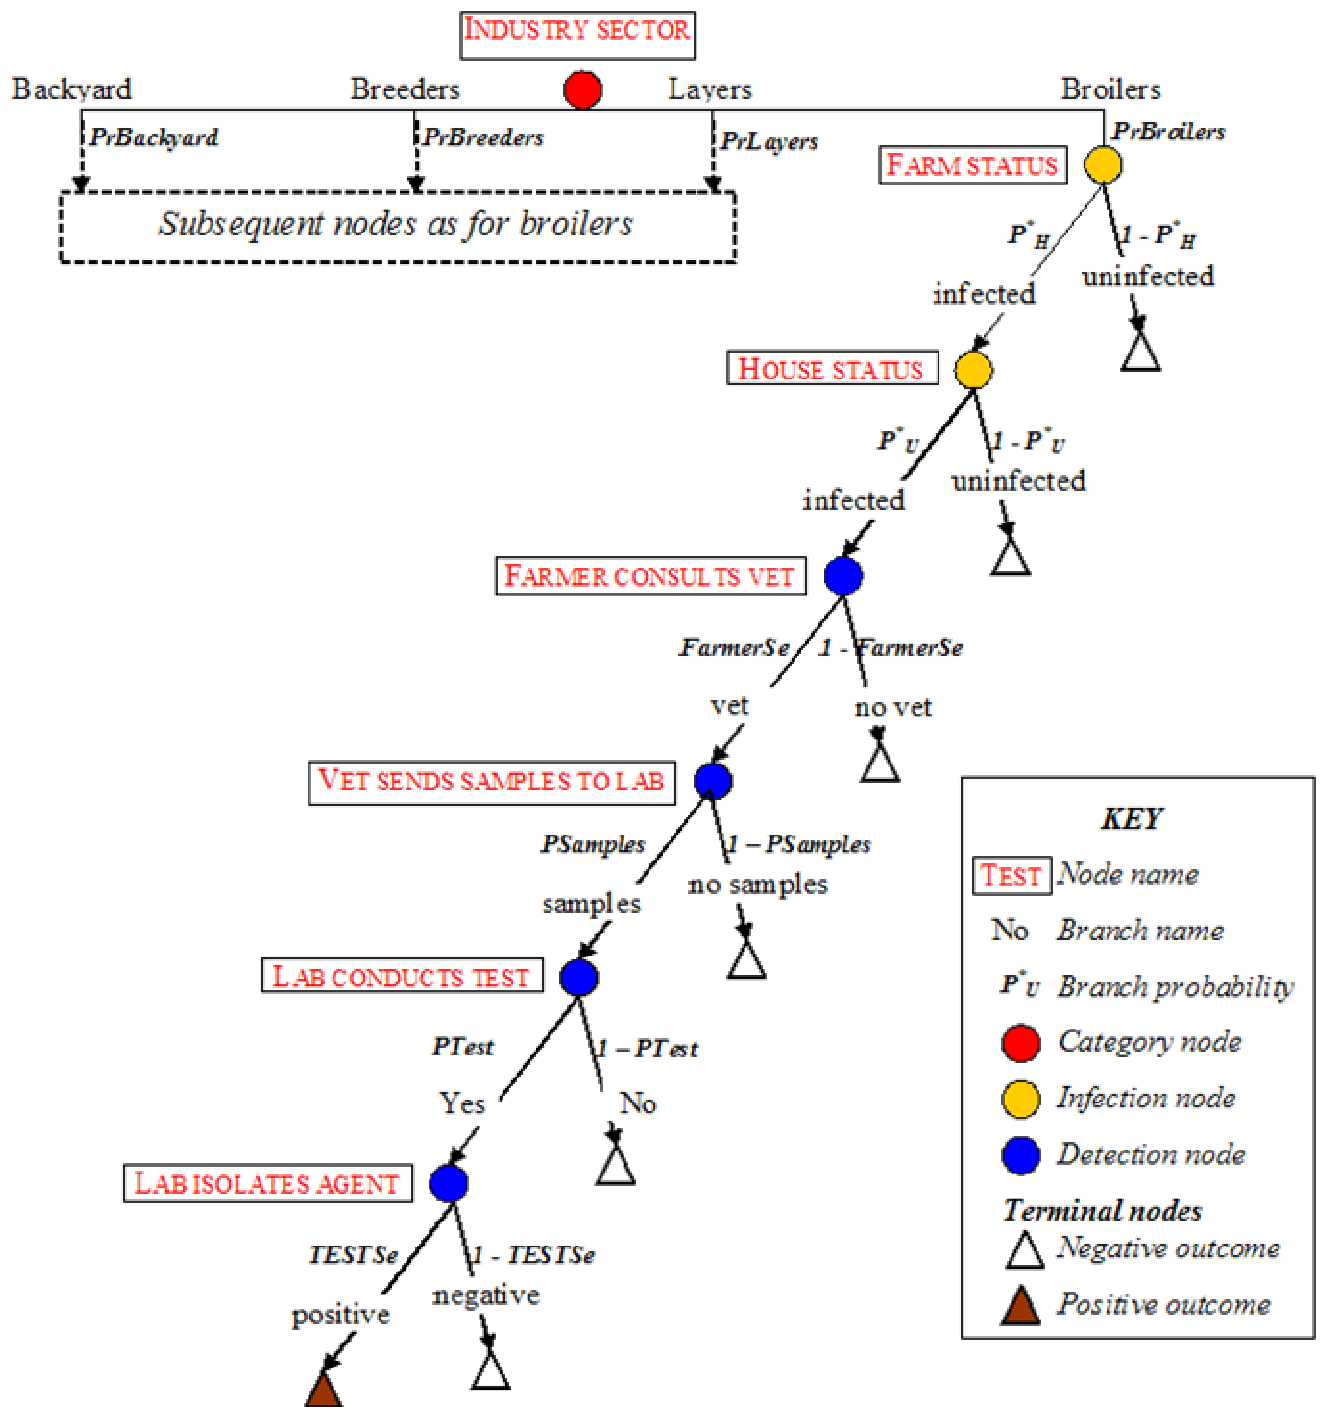 INDUSTRY SECTOR
Backyard Breeders Layers Broilers
PrBackyard PrBreeders PrLayers PrBroilers
FARM STATUS
Subsequent nodes as for broilers
P*H 1 - P*H
infected uninfected
HOUSE STATUS
P*U 1 - P*U
infected uninfected
FARMER CONSULTS VET
FarmerSe 1 - FarmerSe
vet no vet
VET SENDS SAMPLES TO LAB
PSamples 1 – PSamples
samples no samples
LAB CONDUCTS TEST
PTest 1 – PTest
Yes No
LAB ISOLATES AGENT
TESTSe 1 - TESTSe
positive negative
KEY
TEST Node name
No Branch name
P*U Branch probability
Category node
Infection node
Detection node
Terminal nodes
Negative outcome
Positive outcome